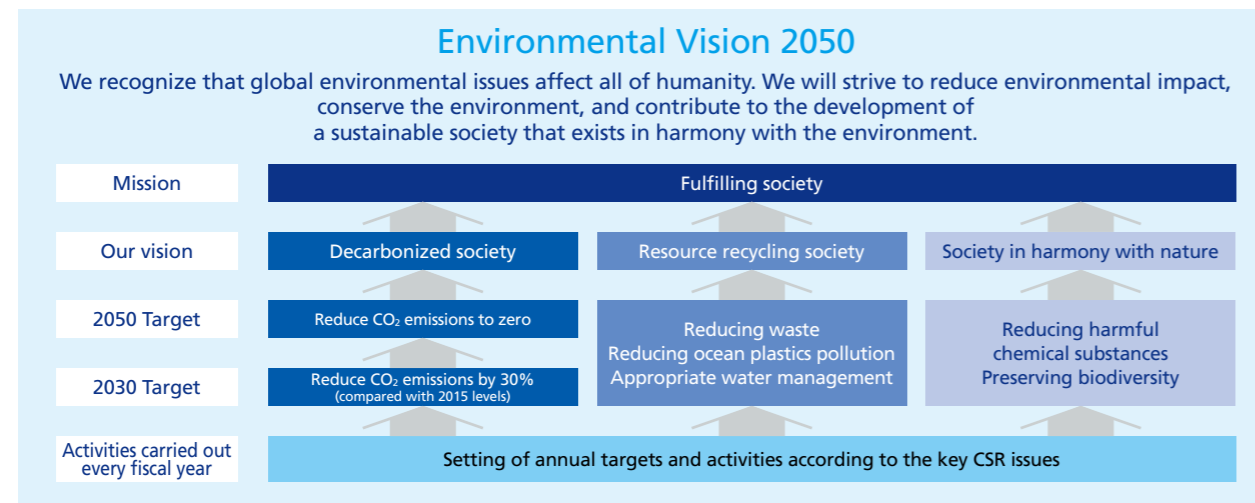 Environmental Vision 2050
We recognize that global environmental issues affect all of humanity. We will strive to reduce environmental impact,
conserve the environment, and contribute to the development of
a sustainable society that exists in harmony with the environment.
Mission
Fulfilling society
Our vision
Decarbonized society
Resource recycling society
Society in harmony with nature
2050 Target
Reduce CO₂ emissions to zero
2030 Target
Reduce CO₂ emissions by 30%
(compared with 2015 levels)
Reducing waste
Reducing ocean plastics pollution
Appropriate water management
Reducing harmful
chemical substances
Preserving biodiversity
Activities carried out
every fiscal year
Setting of annual targets and activities according to the key CSR issues